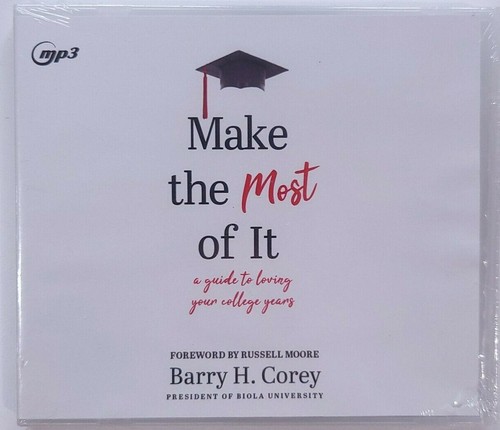 mp3
Make
the Most
of It
a guide to loving
your college years
FOREWORD BY RUSSELL MOORE
Barry H. Corey
PRESIDENT OF BIOLA UNIVERSITY